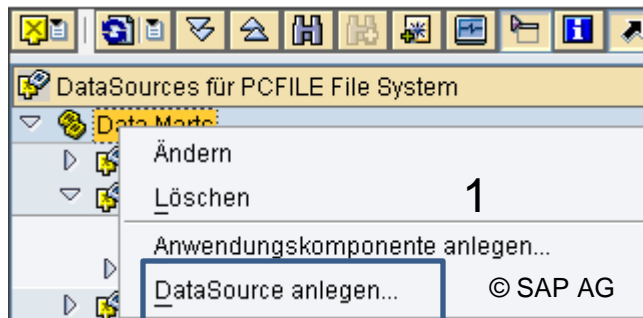 DataSources für PCFILE File System
Data Marts
Ändern
Löschen
1
Anwendungskomponente anlegen...
DataSource anlegen...
© SAP AG